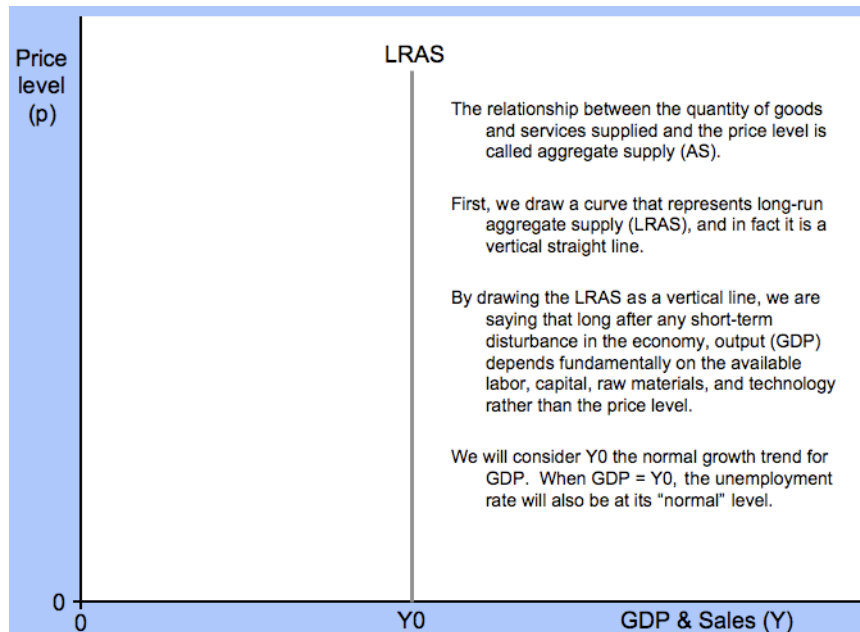 Price
level
(p)
LRAS
The relationship between the quantity of goods
and services supplied and the price level is
called aggregate supply (AS).
First, we draw a curve that represents long-run
aggregate supply (LRAS), and in fact it is a
vertical straight line.
By drawing the LRAS as a vertical line, we are
saying that long after any short-term
disturbance in the economy, output (GDP)
depends fundamentally on the available
labor, capital, raw materials, and technology
rather than the price level.
We will consider Y0 the normal growth trend for
GDP.  When GDP = Y0, the unemployment
rate will also be at its “normal” level.
0
0
Y0
GDP & Sales (Y)